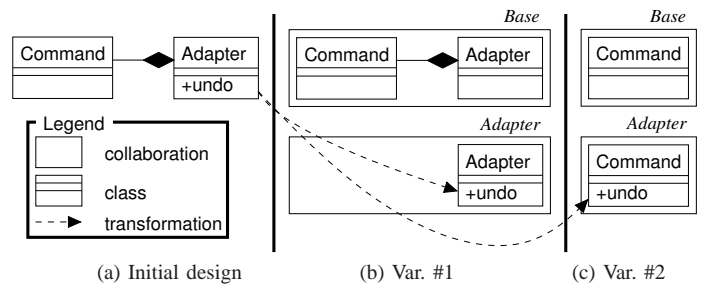 Base
Base
Command
Adapter
Command
Adapter
Command
+undo
Legend
Adapter
Adapter
collaboration
Adapter
Command
class
+undo
+undo
transformation
(a) Initial design
(b) Var. #1
(c) Var. #2